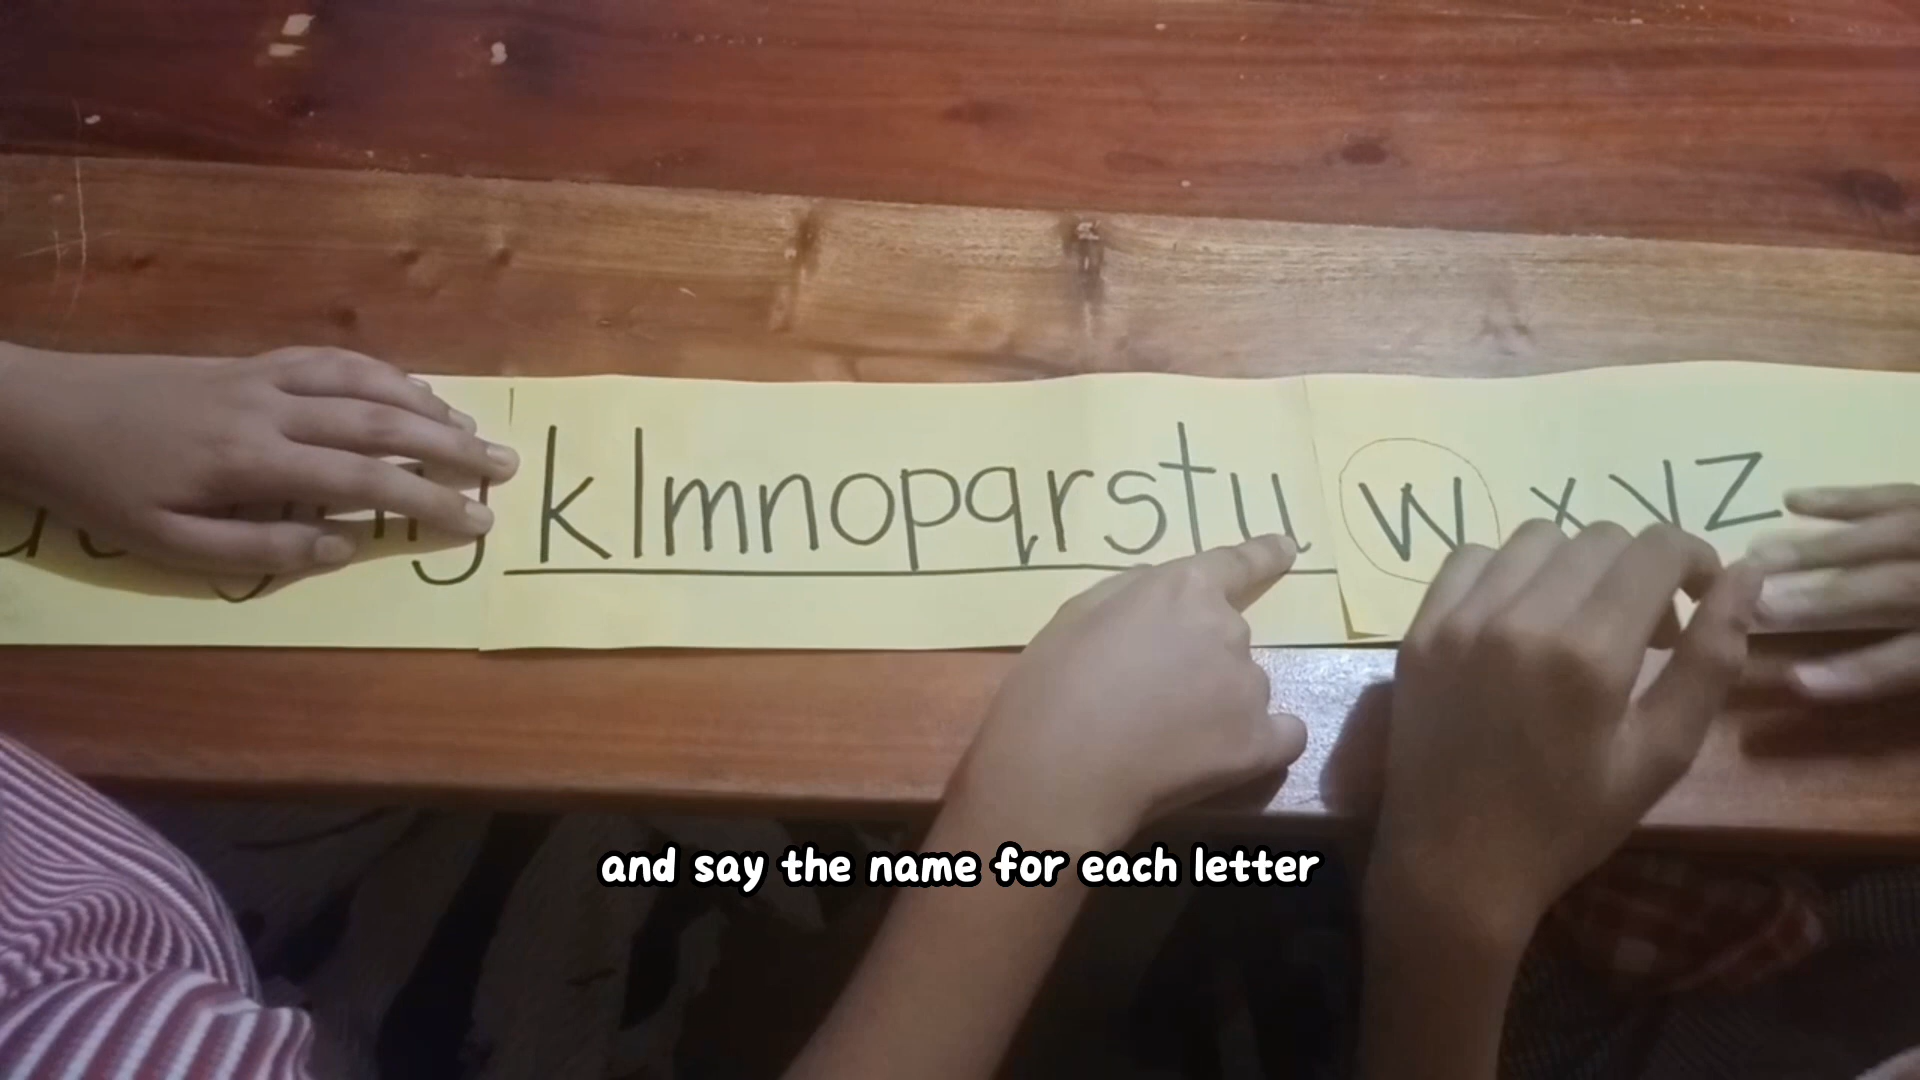 klmnopqrstu w x y z
and say the name for each letter